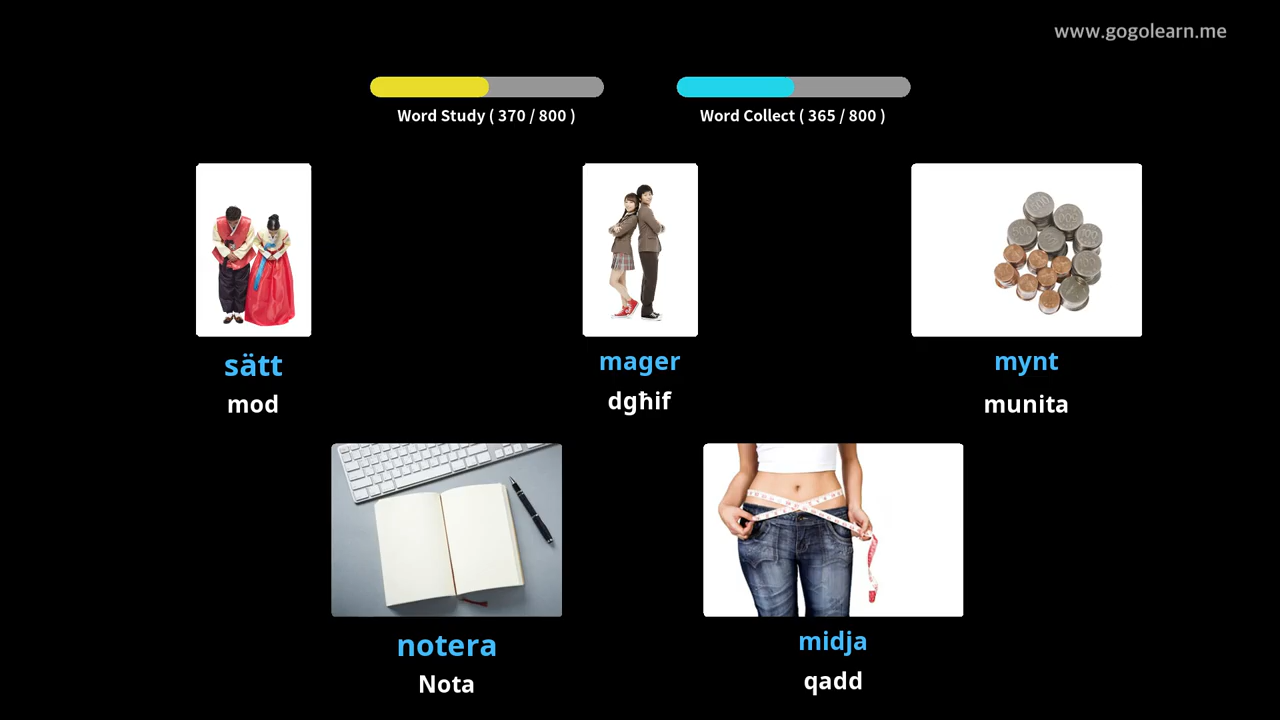 www.gogolearn.me
Word Study ( 370 / 800 )
Word Collect ( 365 / 800 )
sätt
mod
mager
dgħif
mynt
munita
notera
Nota
midja
qadd